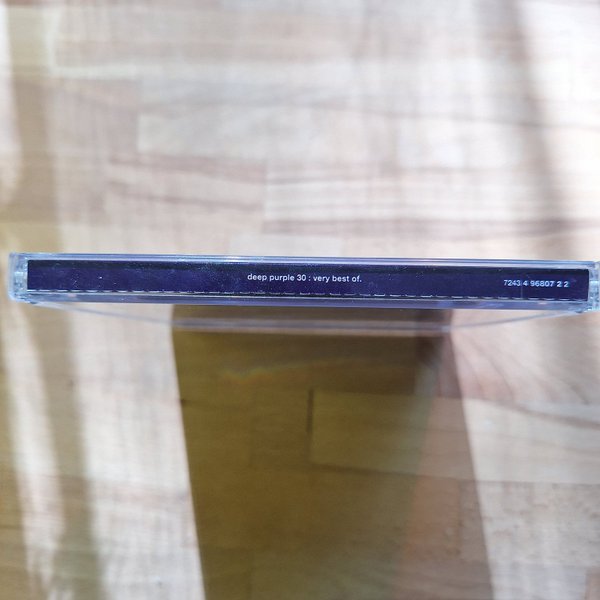 deep purple 30 : very best of.
7243 4 96807 2 2